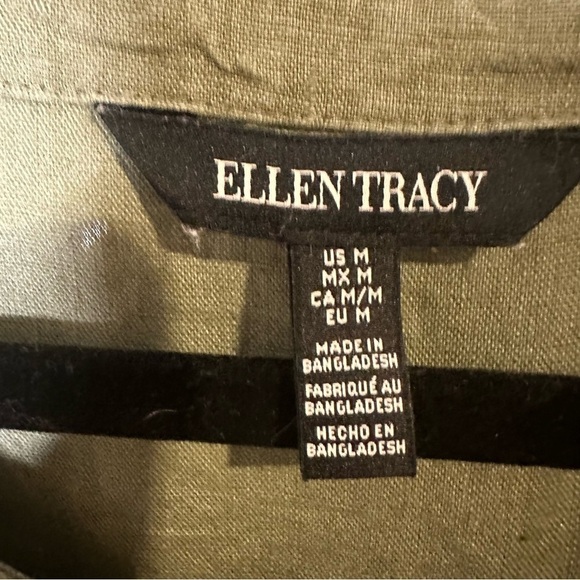 ELLEN TRACY
US M
MX M
CA M/M
EU M
MADE IN
BANGLADESH
FABRIQUÉ AU
BANGLADESH
HECHO EN
BANGLADESH